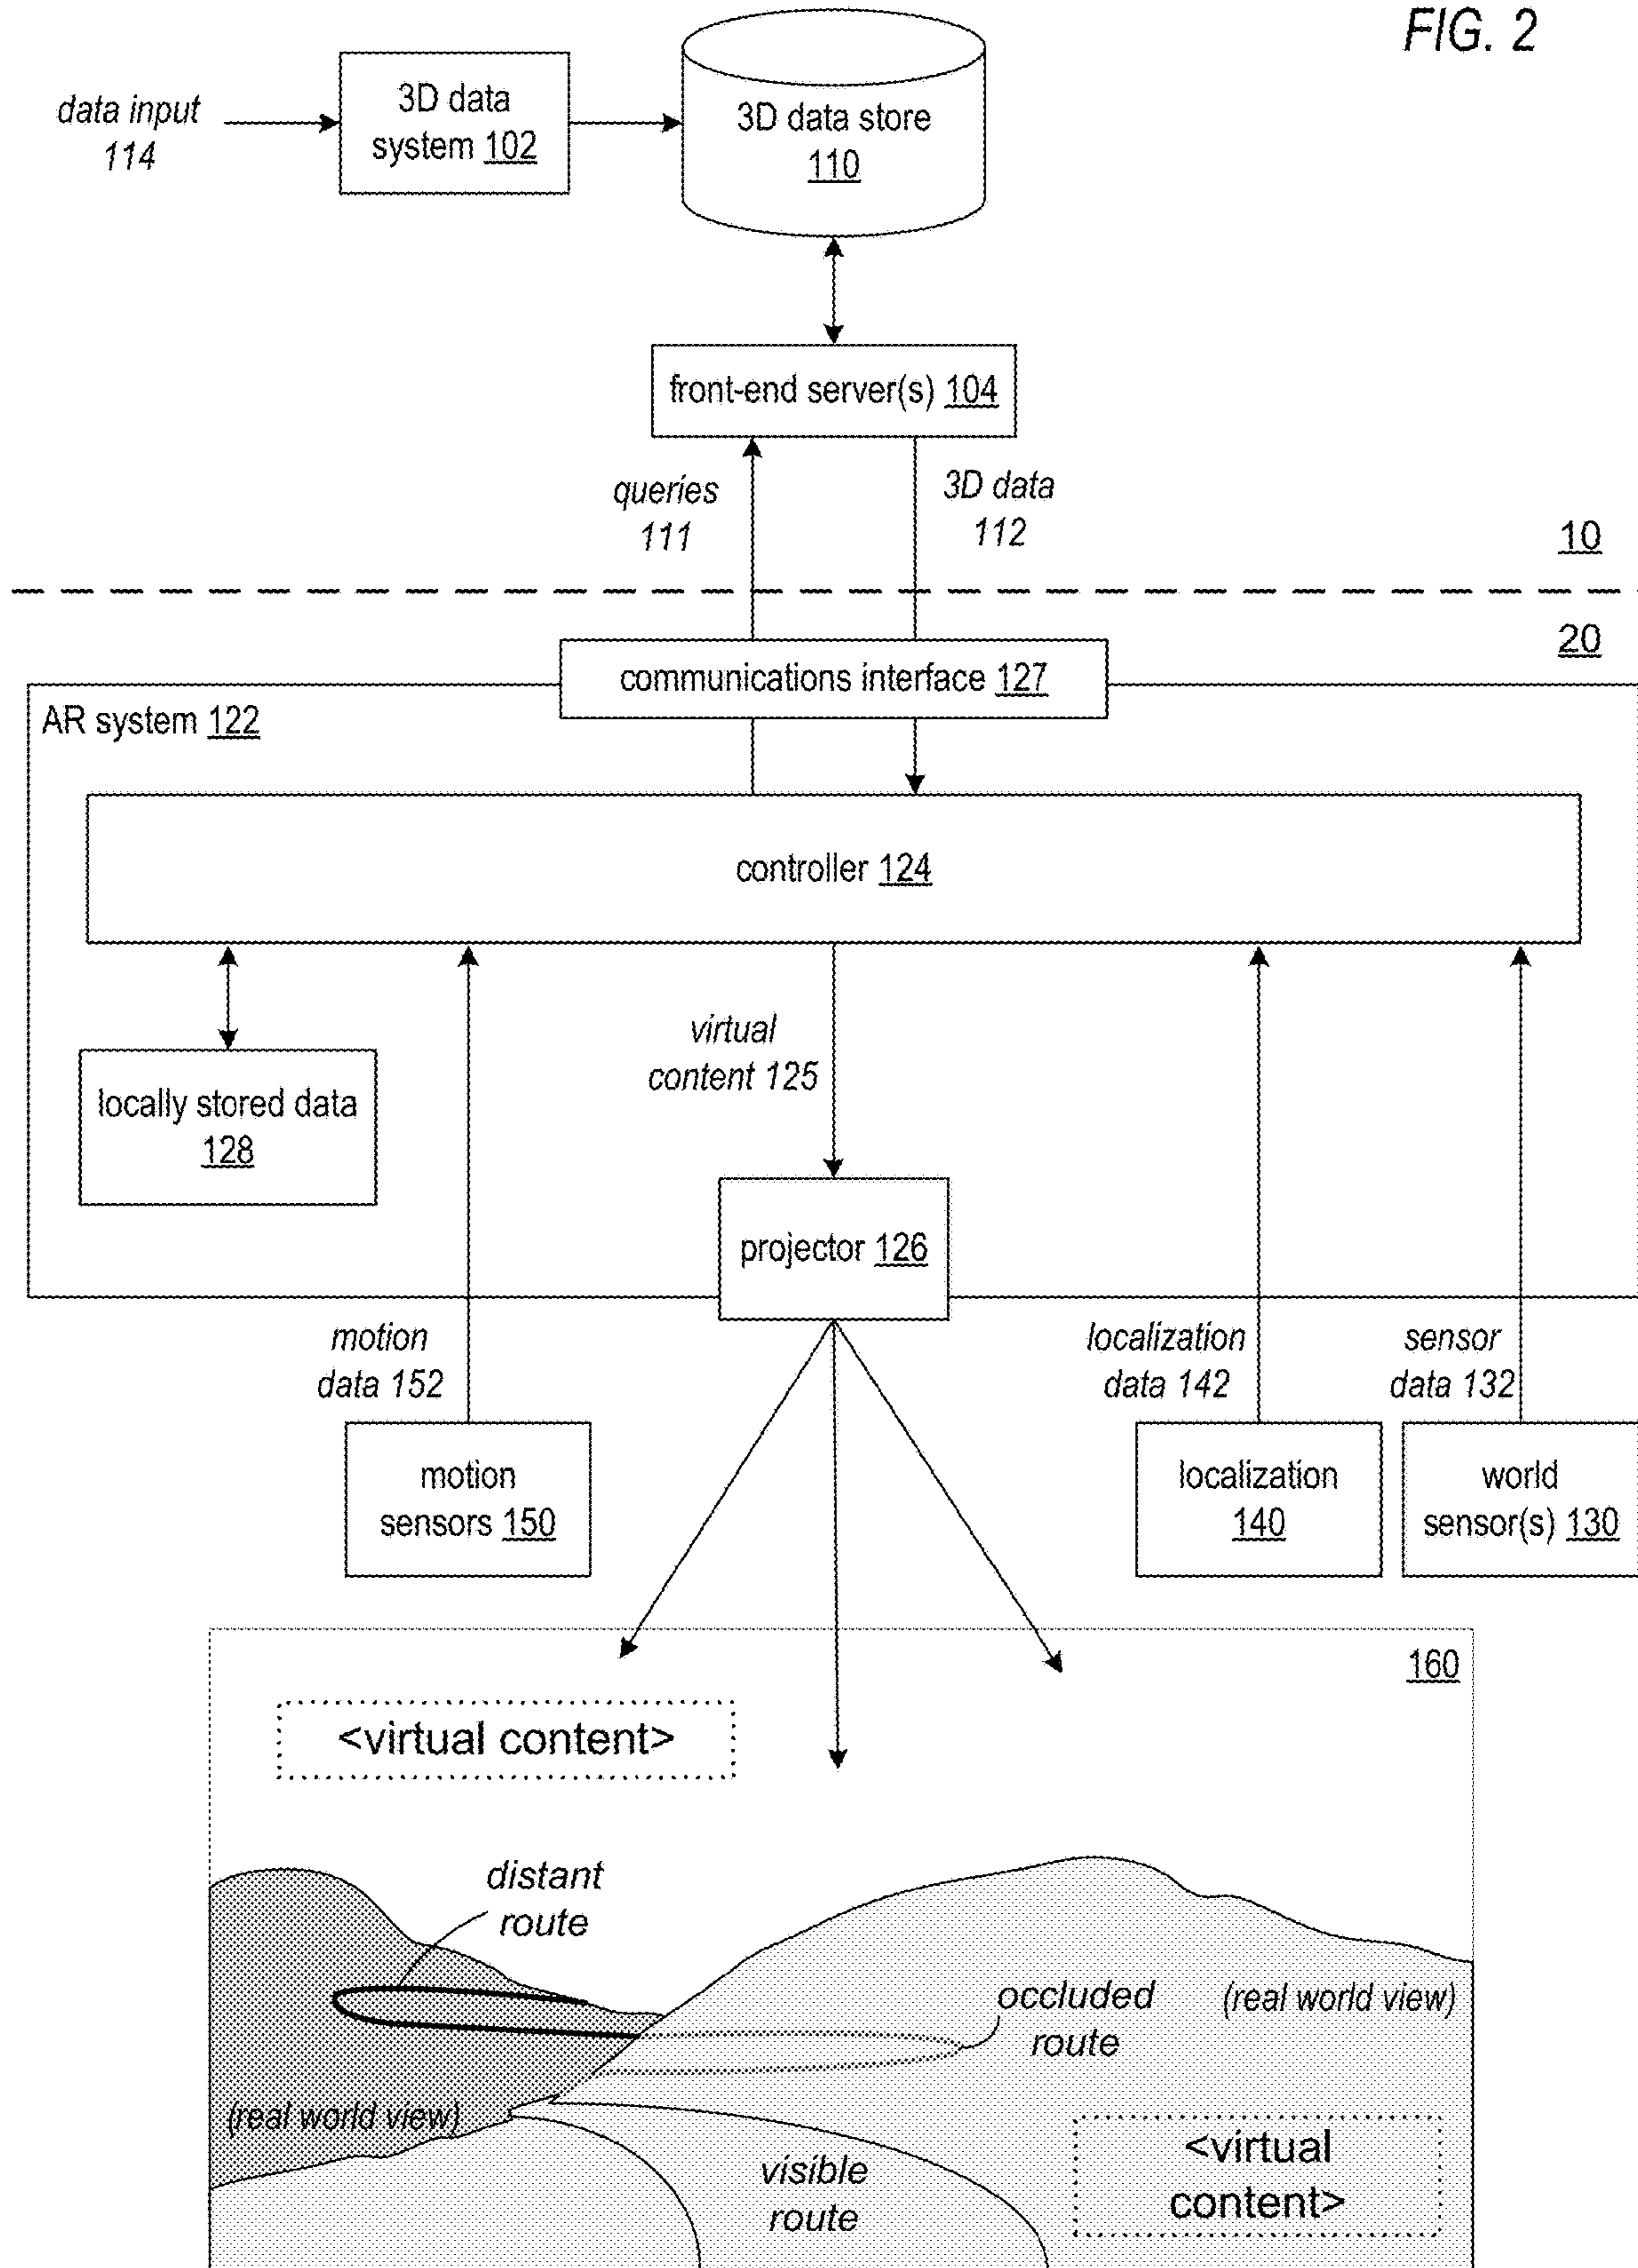 FIG. 2
data input
114
3D data
system 102
3D data store
110
front-end server(s) 104
queries
111
3D data
112
10
20
communications interface 127
AR system 122
controller 124
virtual
content 125
locally stored data
128
projector 126
motion
data 152
localization
data 142
sensor
data 132
motion
sensors 150
localization
140
world
sensor(s) 130
160
<virtual content>
distant
route
occluded
route
(real world view)
(real world view)
visible
route
<virtual
content>